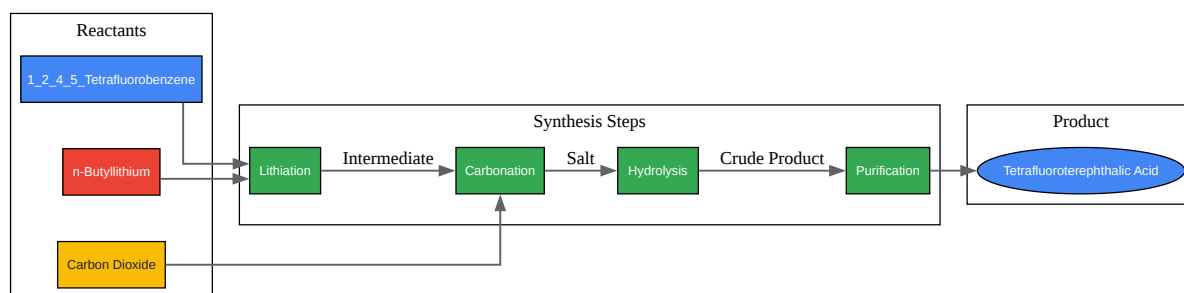 Reactants
1_2_4_5_Tetrafluorobenzene
n-Butyllithium
Carbon Dioxide
Synthesis Steps
Lithiation
Intermediate
Carbonation
Salt
Hydrolysis
Crude Product
Purification
Product
Tetrafluoroterephthalic Acid